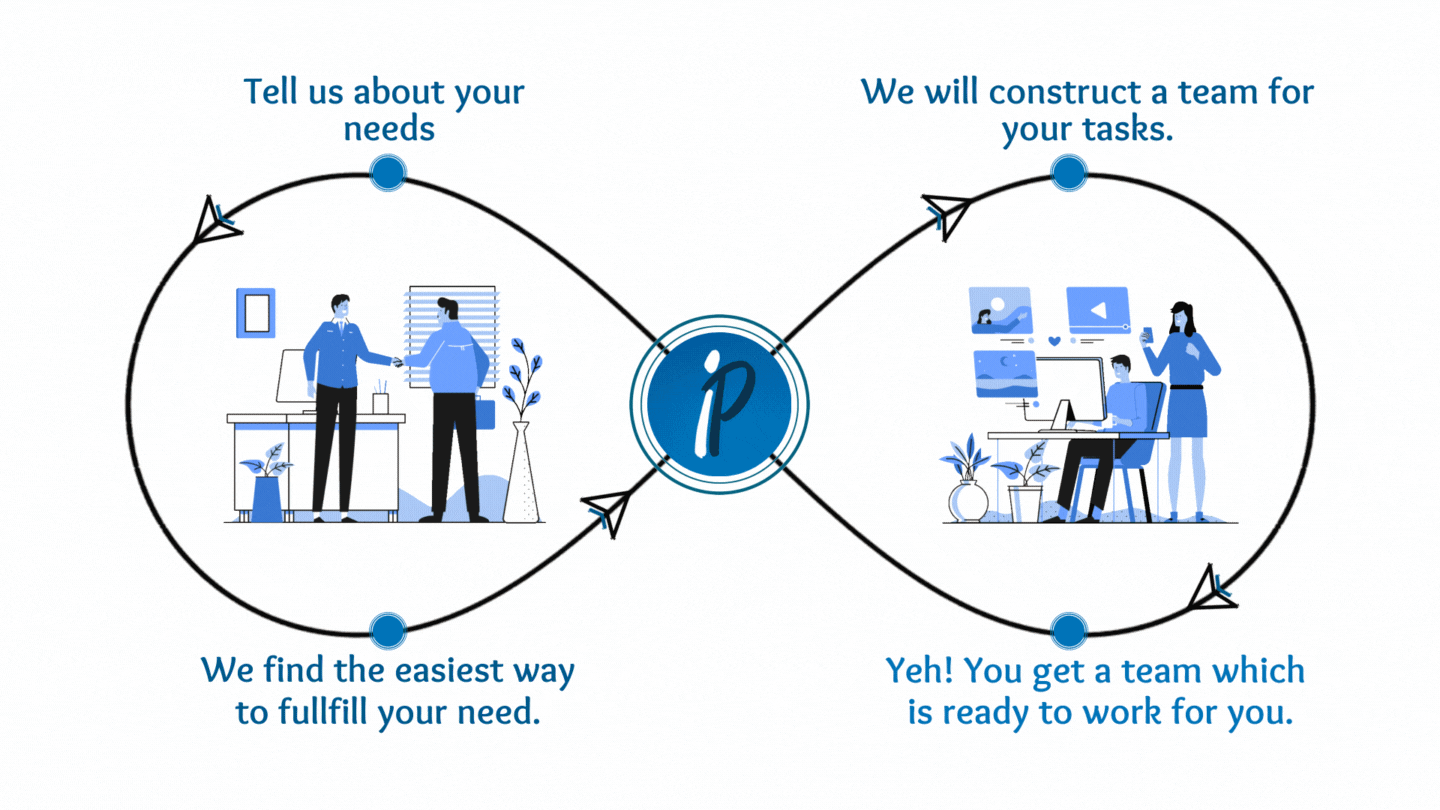 Tell us about your
needs
We will construct a team for
your tasks.
ip
We find the easiest way
to fullfill your need.
Yeh! You get a team which
is ready to work for you.